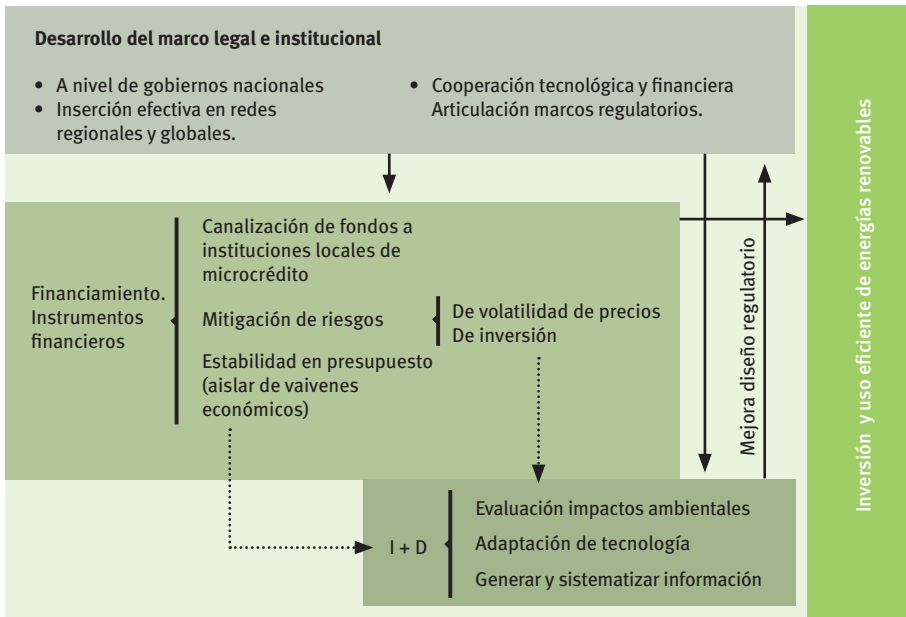 Desarrollo del marco legal e institucional
• A nivel de gobiernos nacionales
• Inserción efectiva en redes
regionales y globales.
• Cooperación tecnológica y financiera
Articulación marcos regulatorios.
Financiamiento.
Instrumentos
financieros
Canalización de fondos a
instituciones locales de
microcrédito
Mitigación de riesgos
De volatilidad de precios
De inversión
Estabilidad en presupuesto
(aislar de vaivenes
económicos)
I + D
Evaluación impactos ambientales
Adaptación de tecnología
Generar y sistematizar información
Mejora diseño regulatorio
Inversión y uso eficiente de energías renovables